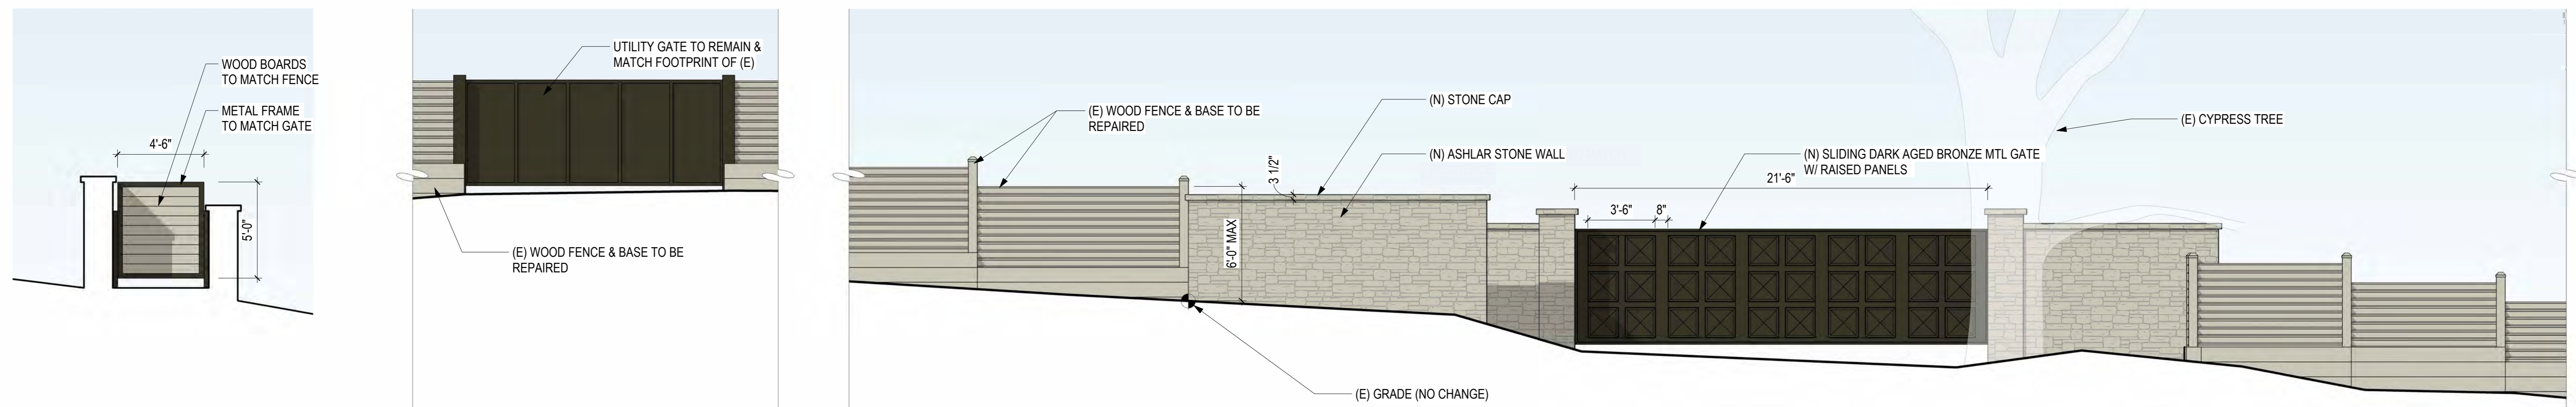 WOOD BOARDS
TO MATCH FENCE
METAL FRAME
TO MATCH GATE
4'-6"
5'-0"
UTILITY GATE TO REMAIN &
MATCH FOOTPRINT OF (E)
(E) WOOD FENCE & BASE TO BE
REPAIRED
(E) WOOD FENCE & BASE TO BE
REPAIRED
(N) STONE CAP
(N) ASHLAR STONE WALL
3 1/2"
6'-0" MAX
(E) GRADE (NO CHANGE)
(N) SLIDING DARK AGED BRONZE MTL GATE
W/ RAISED PANELS
21'-6"
3'-6"
8"
(E) CYPRESS TREE